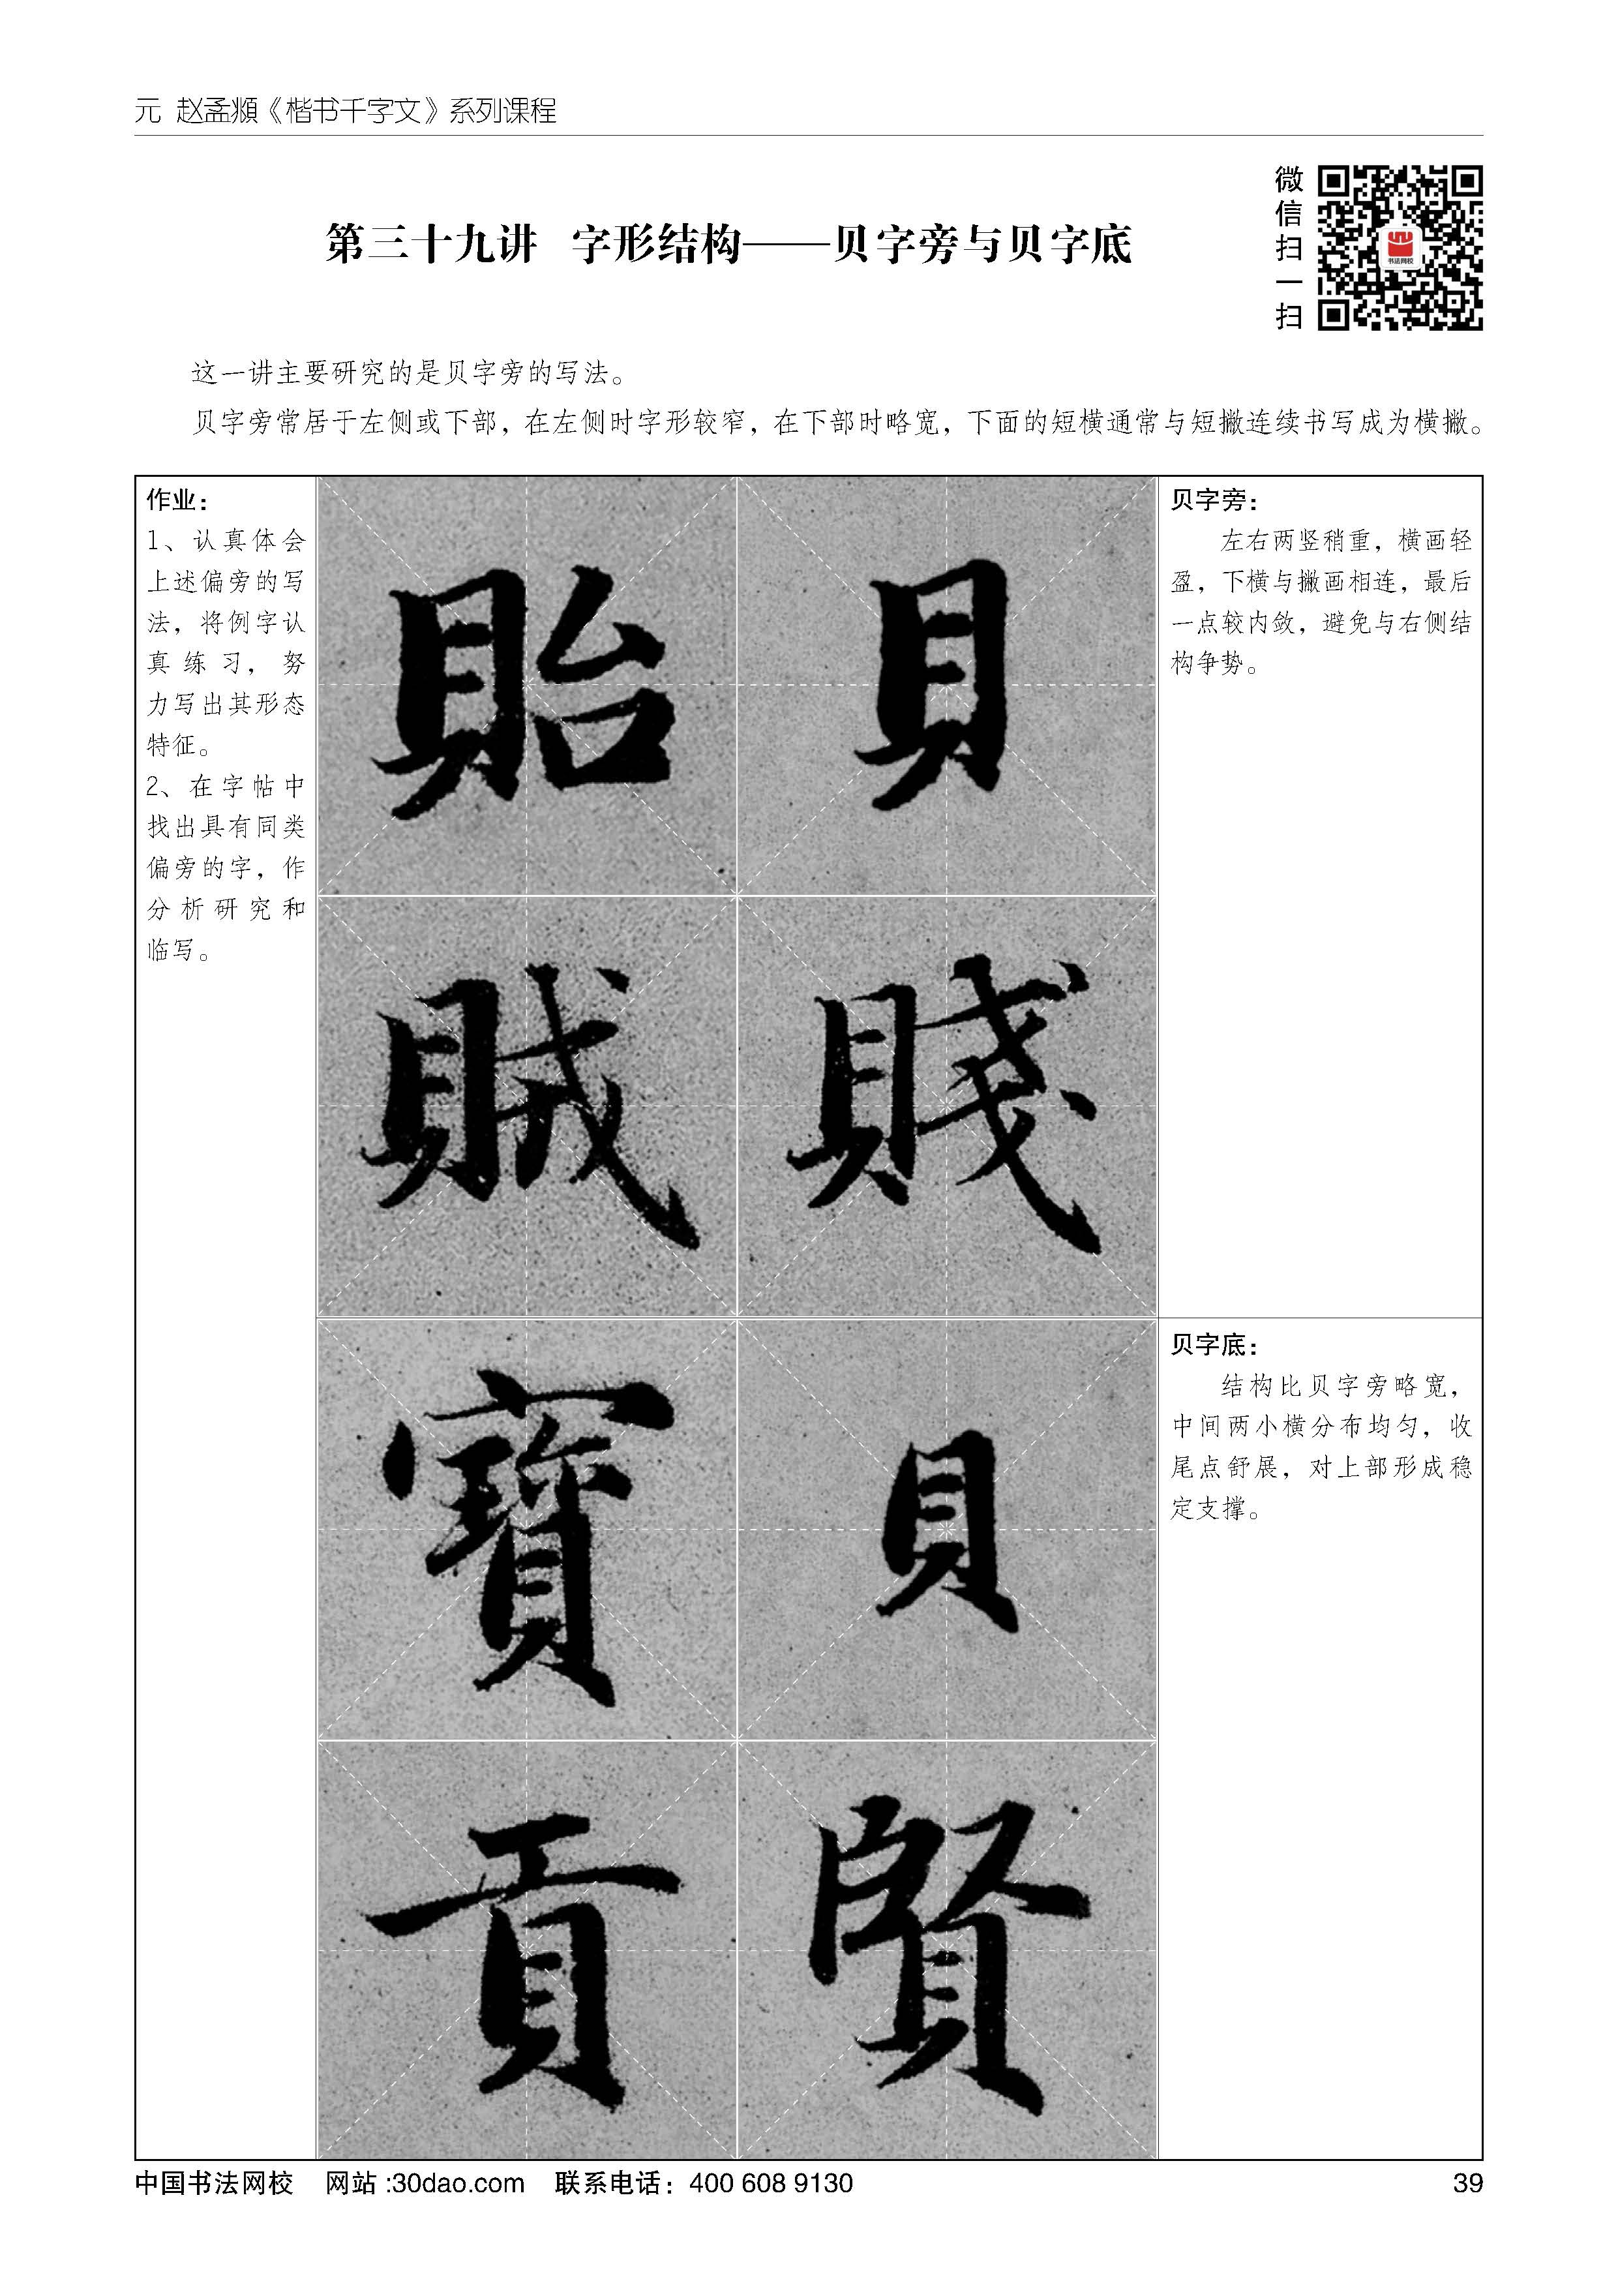 元 赵孟頫《楷书千字文》系列课程
微信扫一扫
书法网校
第三十九讲 字形结构——贝字旁与贝字底
这一讲主要研究的是贝字旁的写法。
贝字旁常居于左侧或下部，在左侧时字形较窄，在下部时略宽，下面的短横通常与短撇连续书写成为横撇。
作业：
1、认真体会
上述偏旁的写
法，将例字认
真练习，努
力写出其形态
特征。
2、在字帖中
找出具有同类
偏旁的字，作
分析研究和
临写。
貽 貝
賊 賤
寶 貝
貢 賢
贝字旁：
左右两竖稍重，横画轻
盈，下横与撇画相连，最后
一点较内敛，避免与右侧结
构争势。
贝字底：
结构比贝字旁略宽，
中间两小横分布均匀，收
尾点舒展，对上部形成稳
定支撑。
中国书法网校 网站 :30dao.com 联系电话：400 608 9130
39